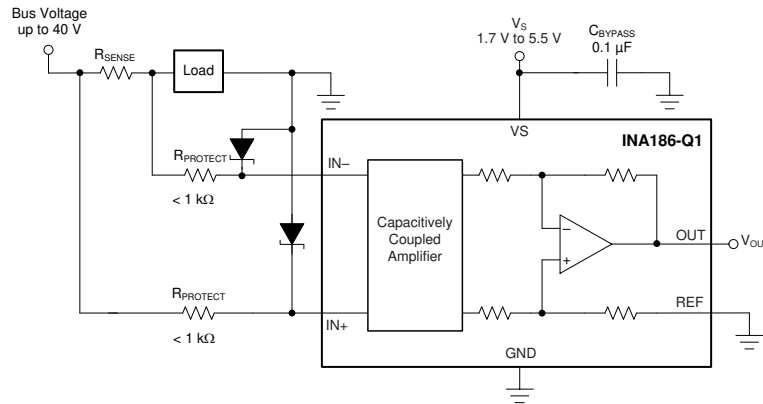 Bus Voltage
up to 40 V
RSENSE
Load
VS
1.7 V to 5.5 V
CBYPASS
0.1 µF
VS
INA186-Q1
RPROTECT
< 1 kΩ
IN–
Capacitively
Coupled
Amplifier
–
+
OUT
VOU
RPROTECT
< 1 kΩ
IN+
REF
GND